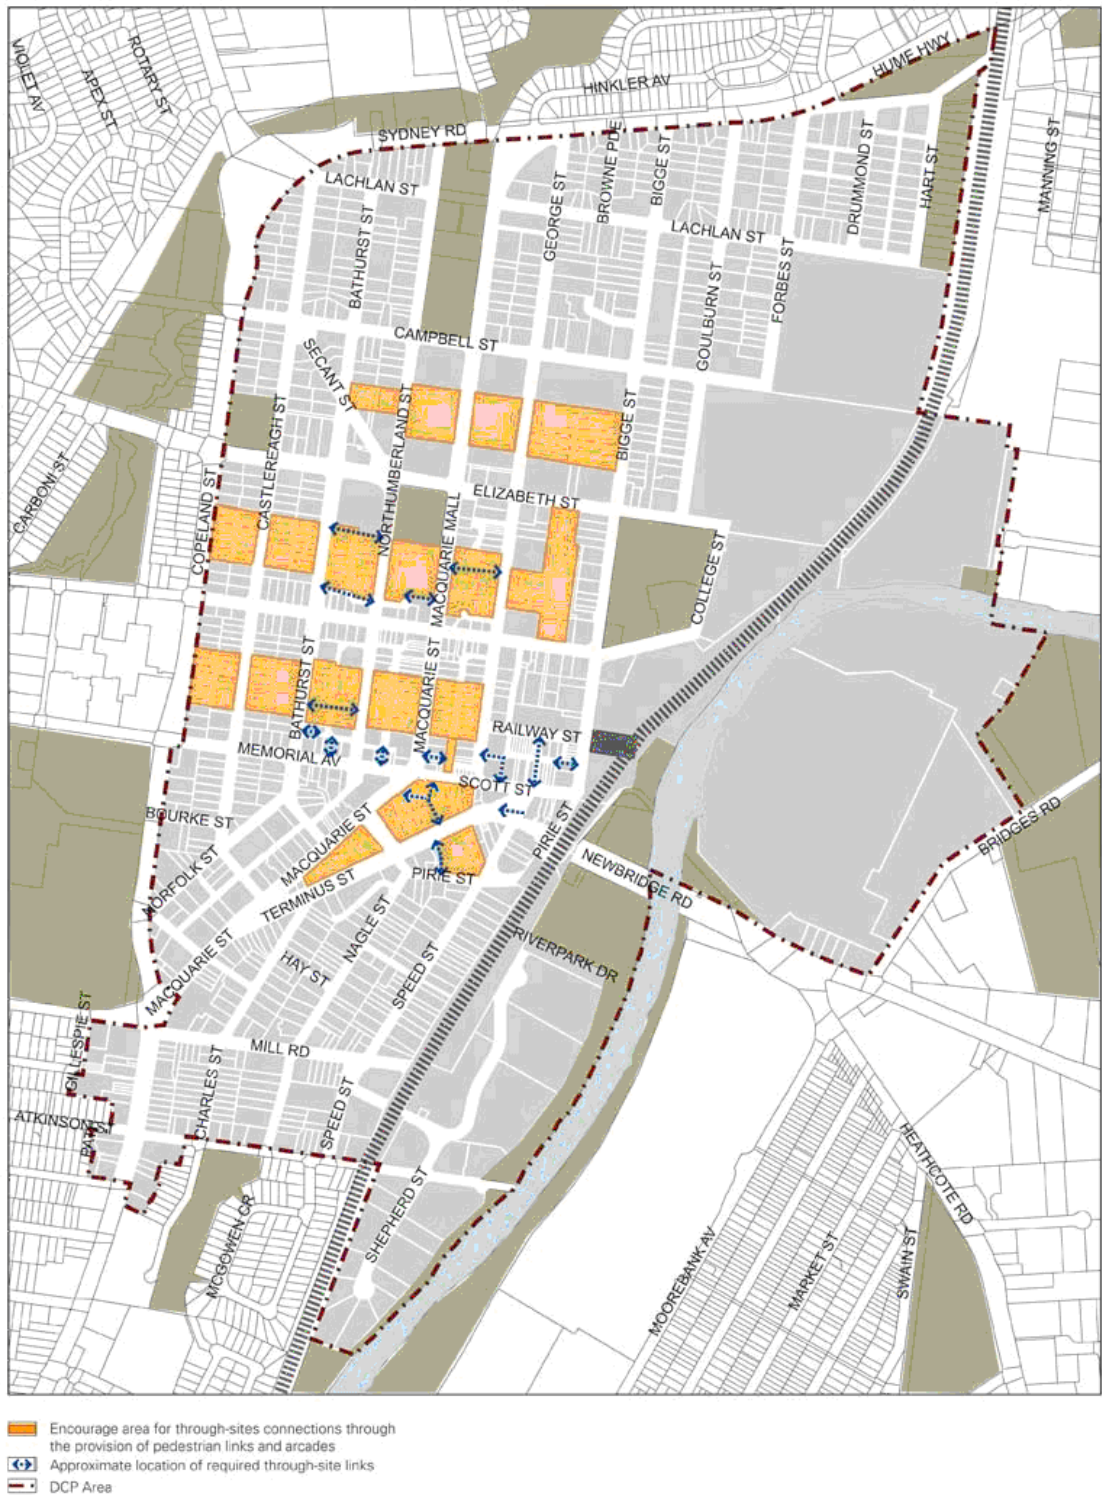 HUME HWY
VIOLET AV
ROTARY ST
APEX ST
HINKLER AV
SYDNEY RD
BROWNE PDE
BIGGE ST
DRUMMOND ST
HART ST
MANNING ST
LACHLAN ST
GEORGE ST
BATHURST ST
LACHLAN ST
FORBES ST
GOULBURN ST
CAMPBELL ST
SECANT ST
NORTHUMBERLAND ST
BIGGE ST
CASTLEREAGH ST
CARBONI ST
COPELAND ST
ELIZABETH ST
MACQUARIE MALL
COLLEGE ST
BATHURST ST
MACQUARIE ST
RAILWAY ST
MEMORIAL AV
SCOTT ST
BOURKE ST
MACQUARIE ST
PIRIE ST
BRIDGES RD
NORFOLK ST
TERMINUS ST
PIRIE ST
NEWBRIDGE RD
MACQUARIE ST
HAY ST
NAGLE ST
SPEED ST
RIVERPARK DR
GILLESPIE ST
MILL RD
CHARLES ST
SPEED ST
ATKINSON ST
HEATHCOTE RD
SHEPHERD ST
MCGOWEN CR
MOOREBANK AV
MARKET ST
SWAIN ST
Encourage area for through-sites connections through
the provision of pedestrian links and arcades
Approximate location of required through-site links
DCP Area